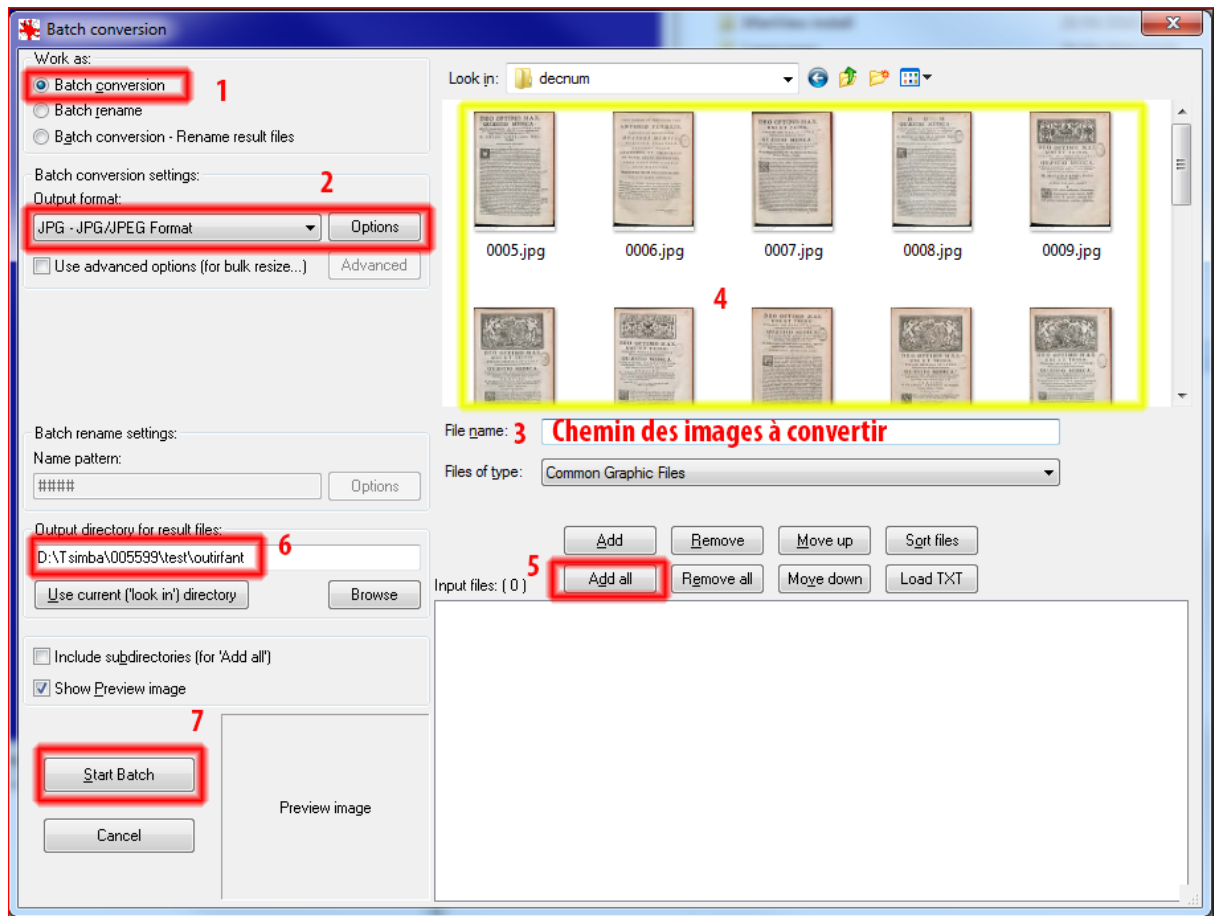 Batch conversion
Work as:
Batch conversion
1
Batch rename
Batch conversion - Rename result files
Batch conversion settings:
2
Output format:
JPG - JPG/JPEG Format
Options
Use advanced options (for bulk resize...)
Advanced
Batch rename settings:
Name pattern:
####
Options
Output directory for result files:
D:\Tsimba\005599\test\outirfant
6
Use current ('look in') directory
Browse
Include subdirectories (for 'Add all')
Show Preview image
7
Start Batch
Cancel
Preview image
Look in:
decnum
0005.jpg
0006.jpg
0007.jpg
0008.jpg
0009.jpg
4
File name:
3
Chemin des images à convertir
Files of type:
Common Graphic Files
Add
Remove
Move up
Sort files
5
Input files: ( 0 )
Add all
Remove all
Move down
Load TXT